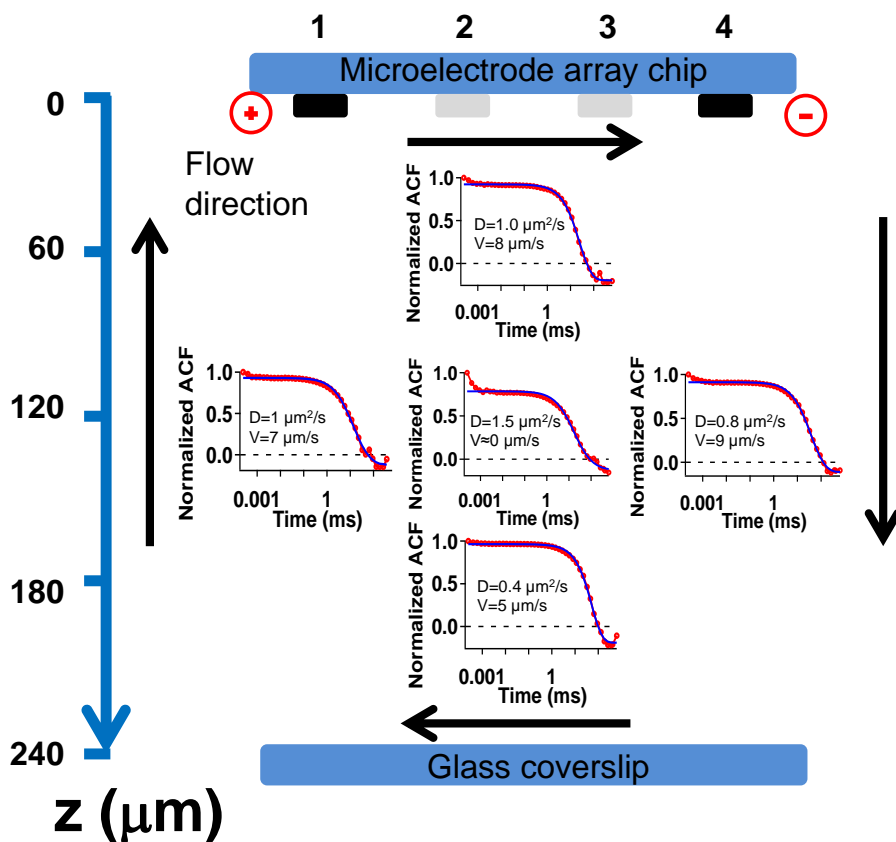 1 2 3 4
Microelectrode array chip
0
+
-
Flow
direction
60
120
180
240
z (μm)
Normalized ACF
1.0
0.5
0.0
D=1.0 μm²/s
V=8 μm/s
0.001 1
Time (ms)
Normalized ACF
1.0
0.5
0.0
D=1 μm²/s
V=7 μm/s
0.001 1
Time (ms)
Normalized ACF
1.0
0.5
0.0
D=1.5 μm²/s
V≈0 μm/s
0.001 1
Time (ms)
Normalized ACF
1.0
0.5
0.0
D=0.8 μm²/s
V=9 μm/s
0.001 1
Time (ms)
Normalized ACF
1.0
0.5
0.0
D=0.4 μm²/s
V=5 μm/s
0.001 1
Time (ms)
Glass coverslip